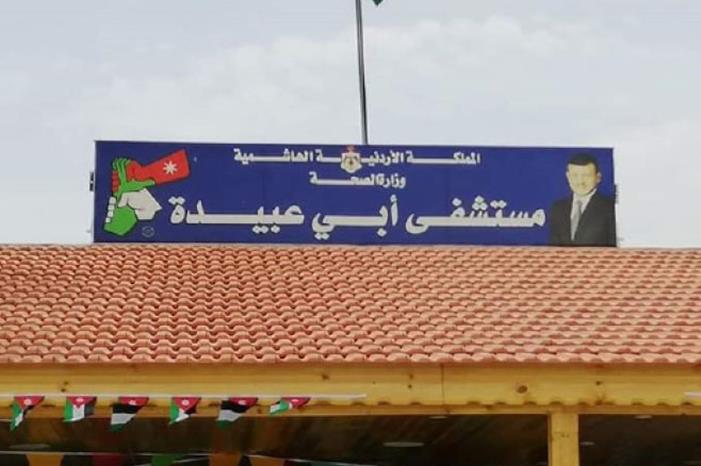 المملكة الأردنية الهاشمية
وزارة الصحة
مستشفى أبي عبيدة